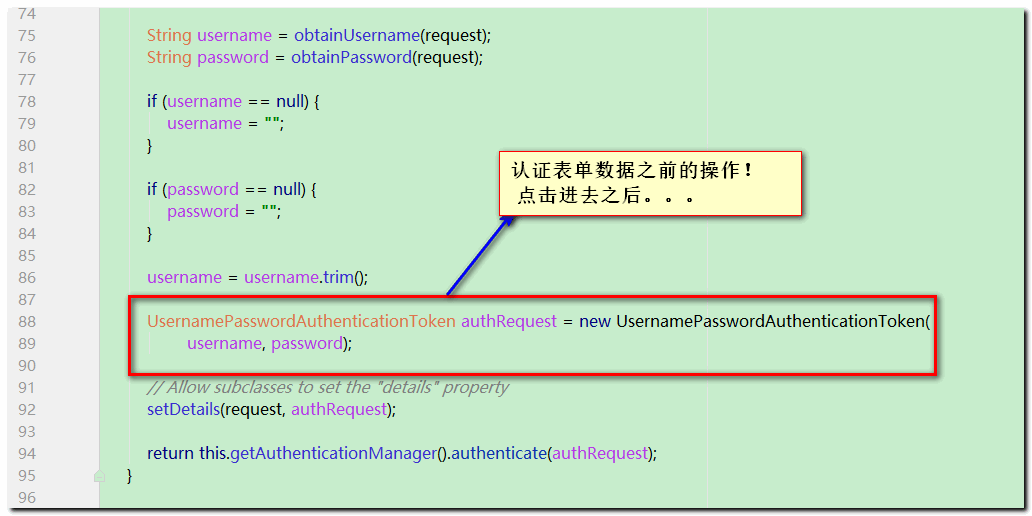 74
75 String username = obtainUsername(request);
76 String password = obtainPassword(request);
77
78 if (username == null) {
79 username = "";
80 }
81
认证表单数据之前的操作！
82 if (password == null) {
点击进去之后。。。
83 password = "";
84 }
85
86 username = username.trim();
87
88 UsernamePasswordAuthenticationToken authRequest = new UsernamePasswordAuthenticationToken(
89 username, password);
90
91 // Allow subclasses to set the "details" property
92 setDetails(request, authRequest);
93
94 return this.getAuthenticationManager().authenticate(authRequest);
95 }
96